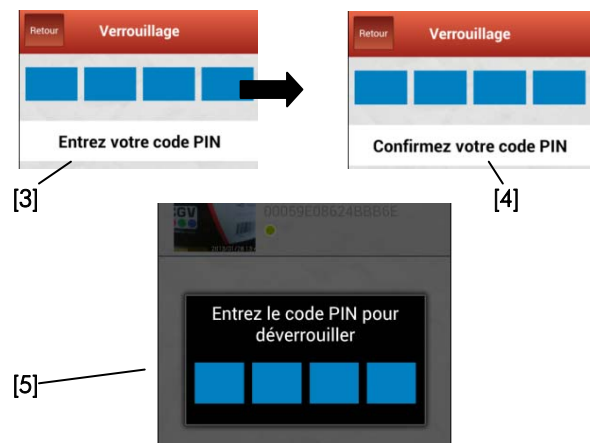 Retour Verrouillage
Retour Verrouillage
Entrez votre code PIN
Confirmez votre code PIN
[3]
[4]
CGV
00059E08624BBB6E
Entrez le code PIN pour
déverrouiller
[5]